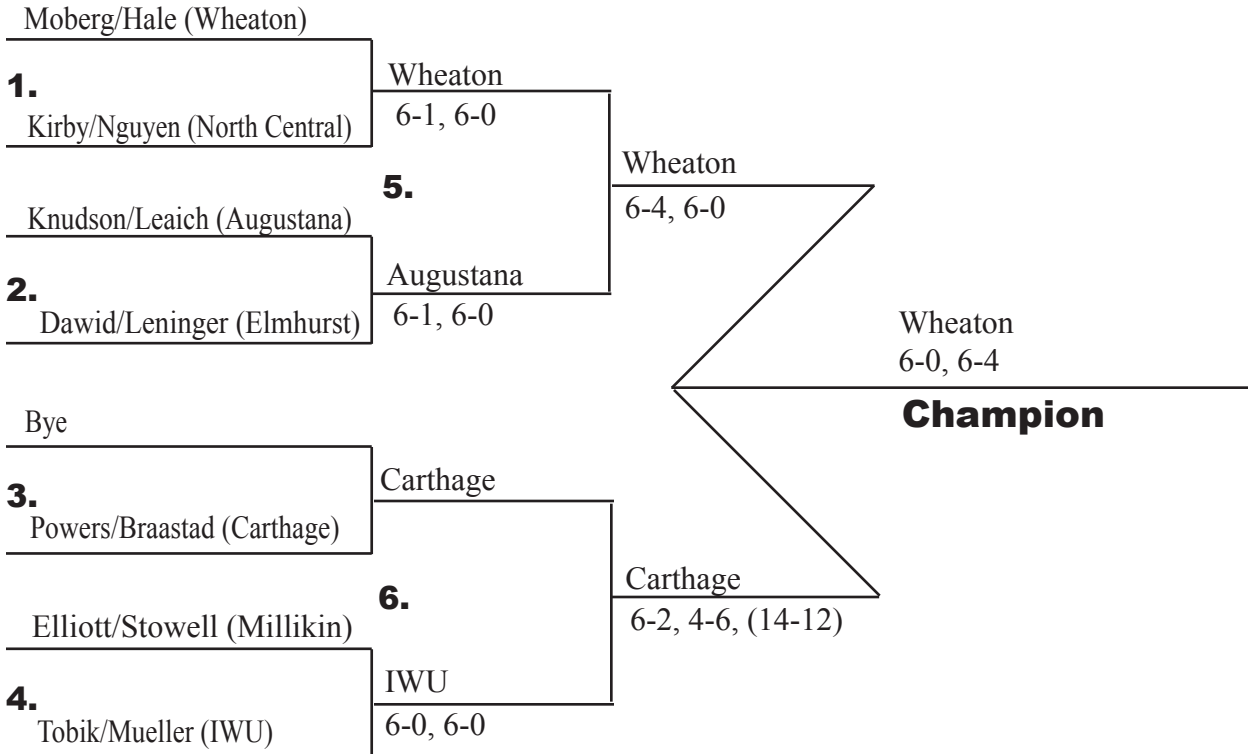 Moberg/Hale (Wheaton)
1.
Kirby/Nguyen (North Central)
Wheaton
6-1, 6-0
5.
Knudson/Leaich (Augustana)
2.
Dawid/Leninger (Elmhurst)
Augustana
6-1, 6-0
Wheaton
6-4, 6-0
Bye
3.
Powers/Braastad (Carthage)
Carthage
6.
Elliott/Stowell (Millikin)
4.
Tobik/Mueller (IWU)
IWU
6-0, 6-0
Carthage
6-2, 4-6, (14-12)
Wheaton
6-0, 6-4
Champion